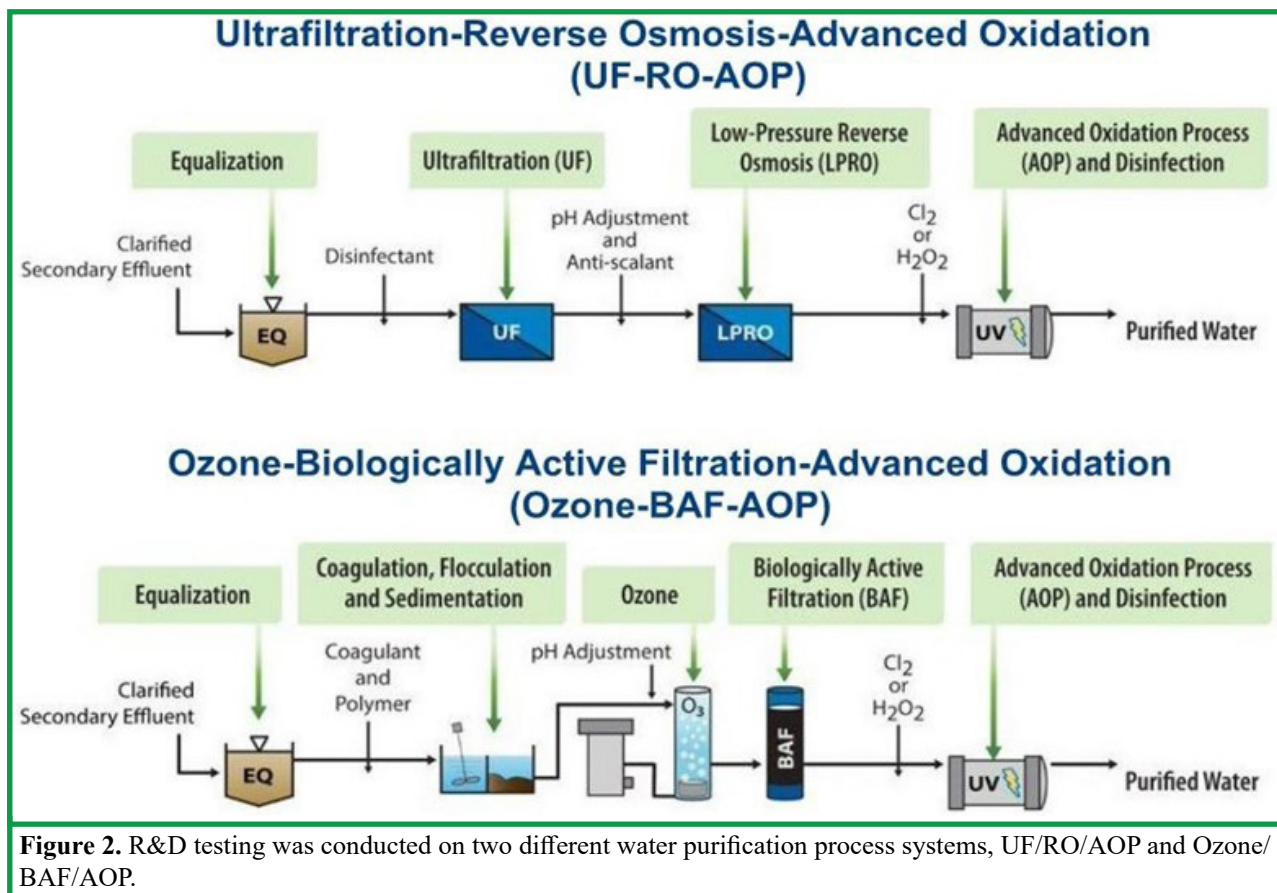 Ultrafiltration-Reverse Osmosis-Advanced Oxidation
(UF-RO-AOP)
Equalization
Ultrafiltration (UF)
Low-Pressure Reverse
Osmosis (LPRO)
Advanced Oxidation Process
(AOP) and Disinfection
Clarified
Secondary Effluent
Disinfectant
pH Adjustment
and
Anti-scalant
Cl₂
or
H₂O₂
EQ
UF
LPRO
UV
Purified Water
Ozone-Biologically Active Filtration-Advanced Oxidation
(Ozone-BAF-AOP)
Equalization
Coagulation, Flocculation
and Sedimentation
Ozone
Biologically Active
Filtration (BAF)
Advanced Oxidation Process
(AOP) and Disinfection
Clarified
Secondary Effluent
Coagulant
and
Polymer
pH Adjustment
Cl₂
or
H₂O₂
EQ
O₃
BAF
UV
Purified Water
Figure 2. R&D testing was conducted on two different water purification process systems, UF/RO/AOP and Ozone/
BAF/AOP.